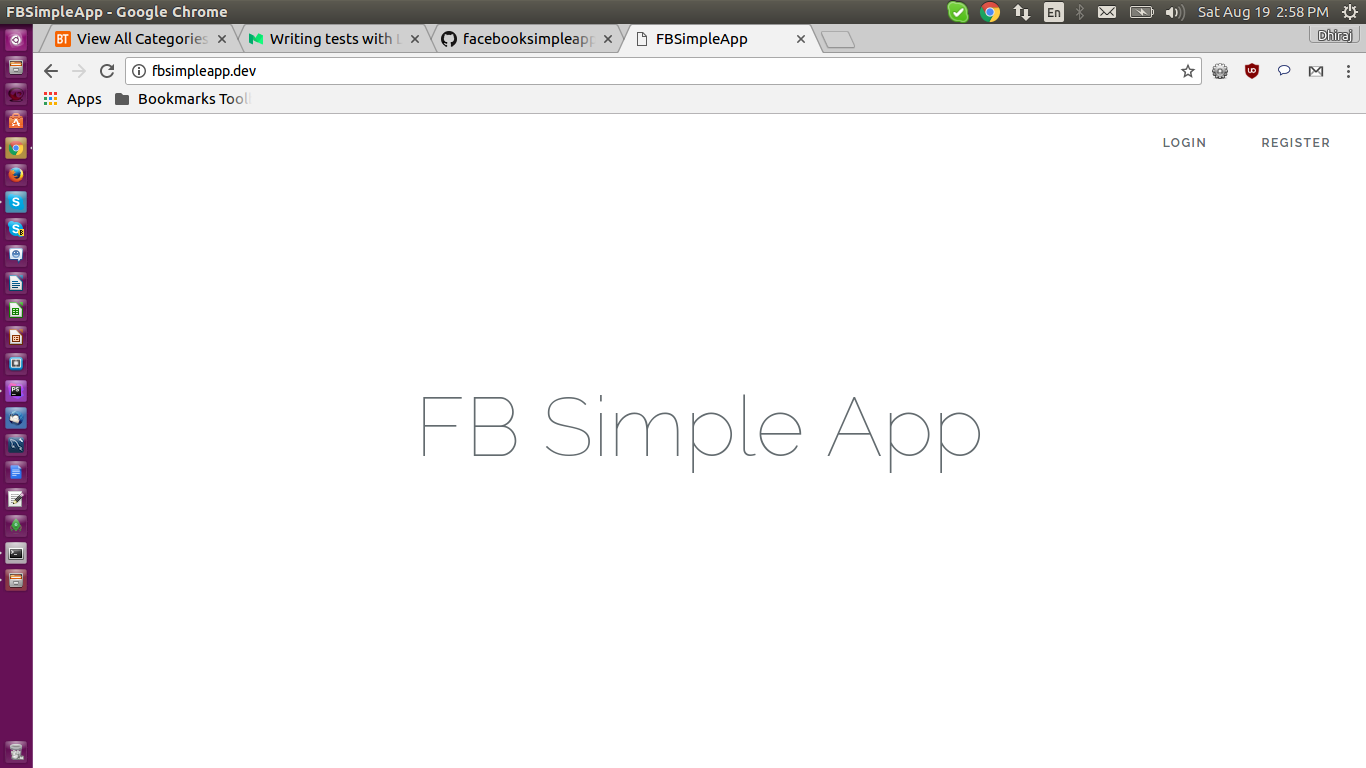 FBSimpleApp - Google Chrome
En
Sat Aug 19 2:58 PM
BT View All Categories
Writing tests with
facebooksimpleapp
FBSimpleApp
Dhiraj
fbsimpleapp.dev
Apps
Bookmarks
LOGIN
REGISTER
FB Simple App